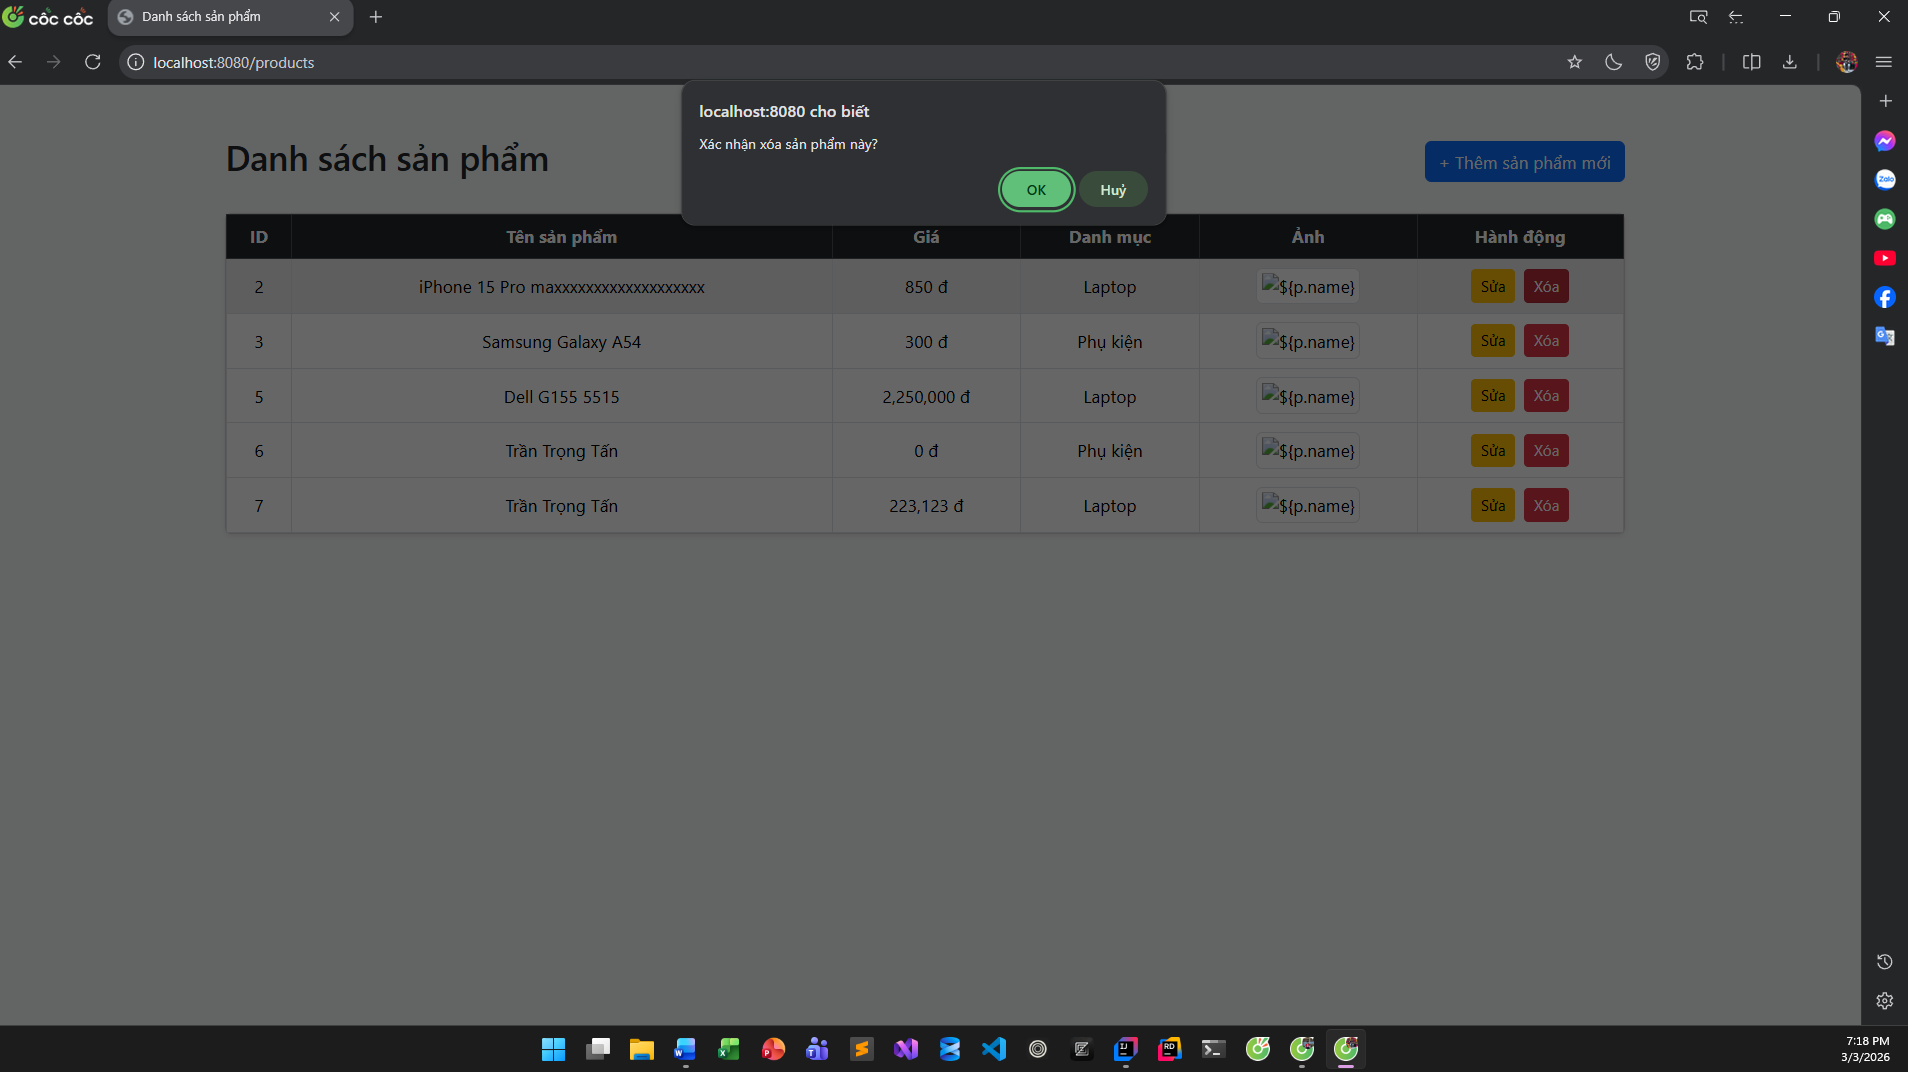 cốc cốc
Danh sách sản phẩm
localhost:8080/products
localhost:8080 cho biết
Xác nhận xóa sản phẩm này?
OK Huỷ
Danh sách sản phẩm
+ Thêm sản phẩm mới
ID Tên sản phẩm Giá Danh mục Ảnh Hành động
2 iPhone 15 Pro maxxxxxxxxxxxxxxxxxxx 850 đ Laptop ${p.name} Sửa Xóa
3 Samsung Galaxy A54 300 đ Phụ kiện ${p.name} Sửa Xóa
5 Dell G155 5515 2,250,000 đ Laptop ${p.name} Sửa Xóa
6 Trần Trọng Tấn 0 đ Phụ kiện ${p.name} Sửa Xóa
7 Trần Trọng Tấn 223,123 đ Laptop ${p.name} Sửa Xóa
Zalo
7:18 PM
3/3/2026